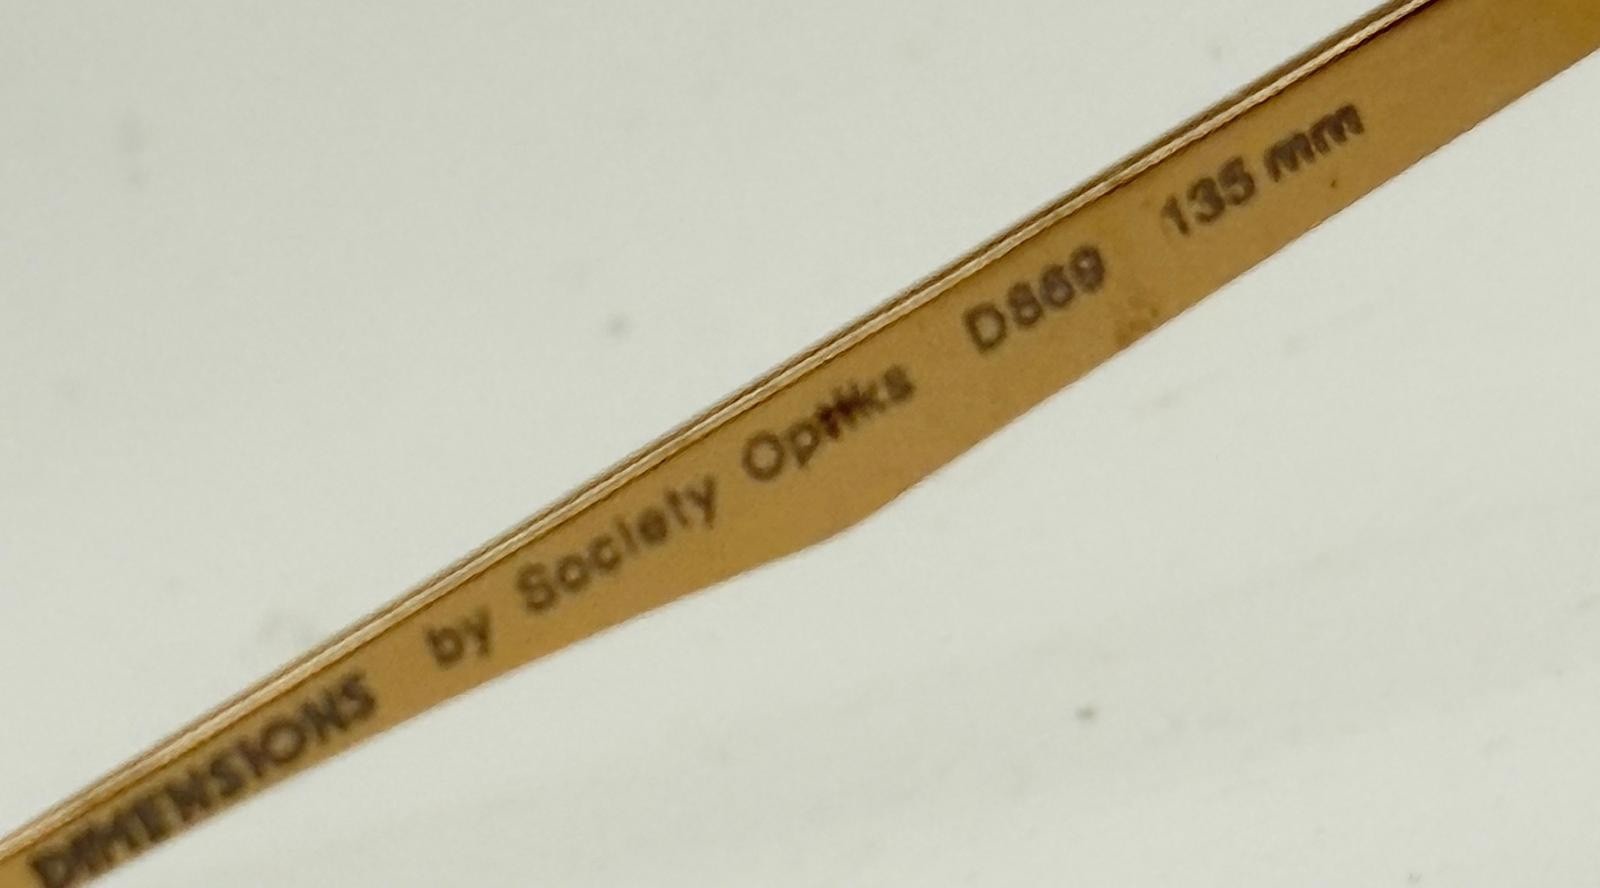 DIMENSIONS by Society Optiks D869 135 mm